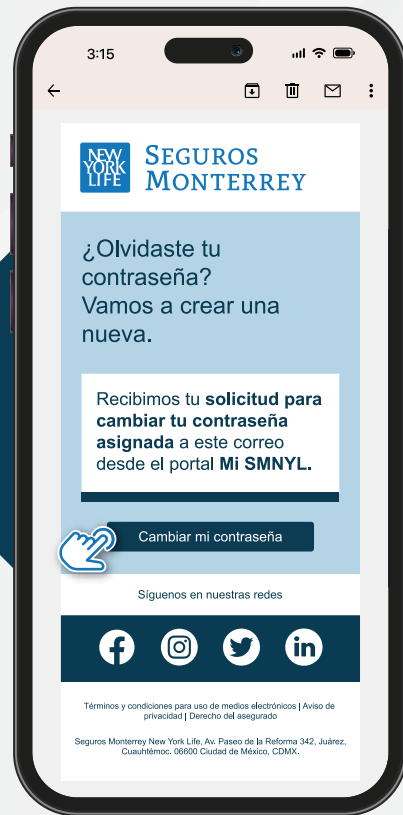 3:15
NEW
YORK
LIFE
SEGUROS
MONTERREY
¿Olvidaste tu
contraseña?
Vamos a crear una
nueva.
Recibimos tu solicitud para
cambiar tu contraseña
asignada a este correo
desde el portal Mi SMNYL.
Cambiar mi contraseña
Síguenos en nuestras redes
Términos y condiciones para uso de medios electrónicos | Aviso de
privacidad | Derecho del asegurado
Seguros Monterrey New York Life, Av. Paseo de la Reforma 342, Juárez,
Cuauhtémoc. 06600 Ciudad de México, CDMX.